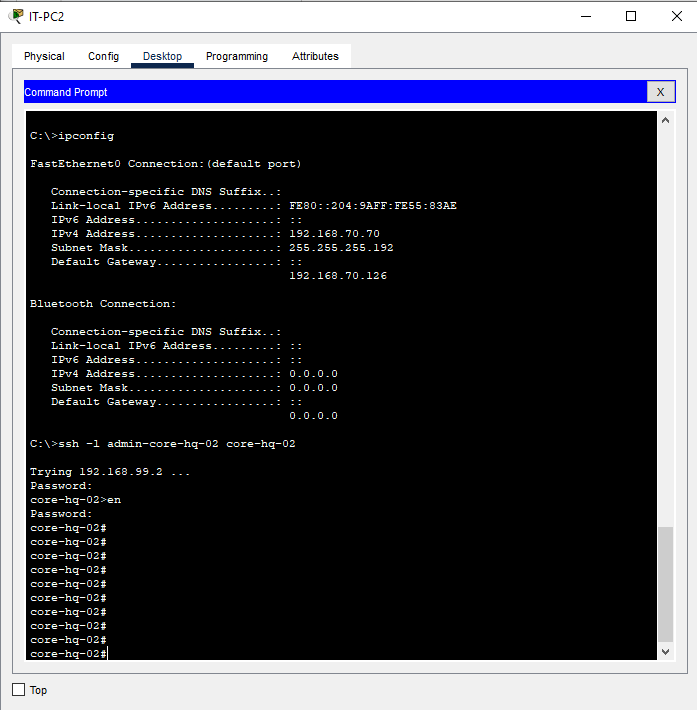 IT-PC2
Physical Config Desktop Programming Attributes
Command Prompt X
C:\>ipconfig
FastEthernet0 Connection:(default port)
Connection-specific DNS Suffix..:
Link-local IPv6 Address.........: FE80::204:9AFF:FE55:83AE
IPv6 Address....................: ::
IPv4 Address....................: 192.168.70.70
Subnet Mask.....................: 255.255.255.192
Default Gateway.................: ::
192.168.70.126
Bluetooth Connection:
Connection-specific DNS Suffix..:
Link-local IPv6 Address.........: ::
IPv6 Address....................: ::
IPv4 Address....................: 0.0.0.0
Subnet Mask.....................: 0.0.0.0
Default Gateway.................: ::
0.0.0.0
C:\>ssh -l admin-core-hq-02 core-hq-02
Trying 192.168.99.2 ...
Password:
core-hq-02>en
Password:
core-hq-02#
core-hq-02#
core-hq-02#
core-hq-02#
core-hq-02#
core-hq-02#
core-hq-02#
core-hq-02#
core-hq-02#
core-hq-02#
Top